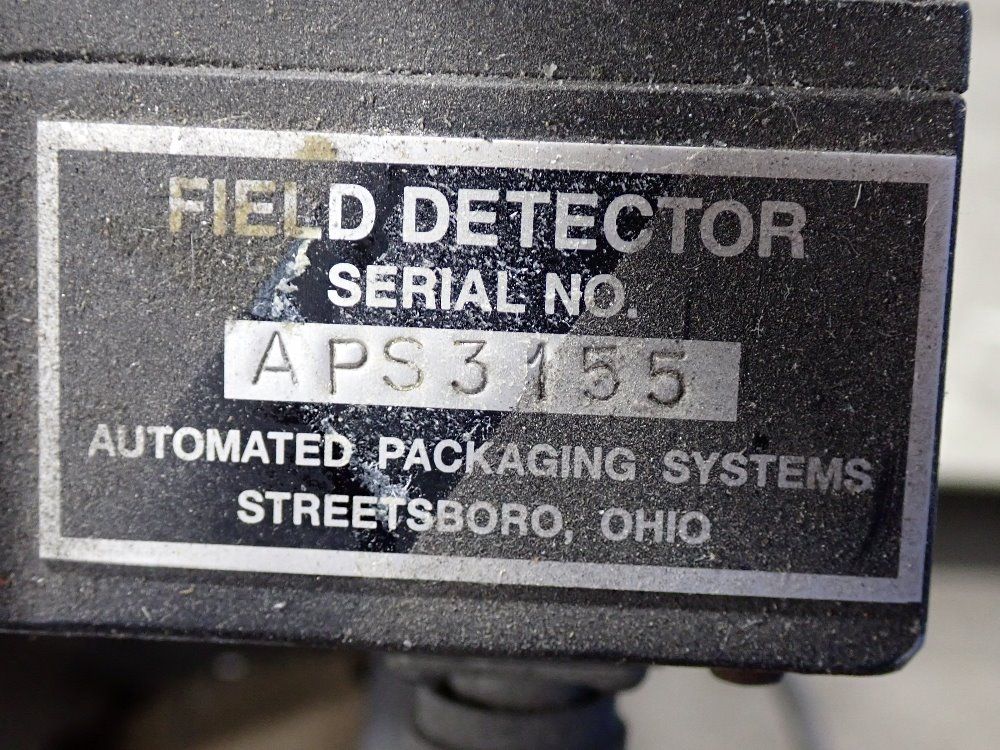 FIELD DETECTOR
SERIAL NO.
APS3155
AUTOMATED PACKAGING SYSTEMS
STREETSBORO, OHIO